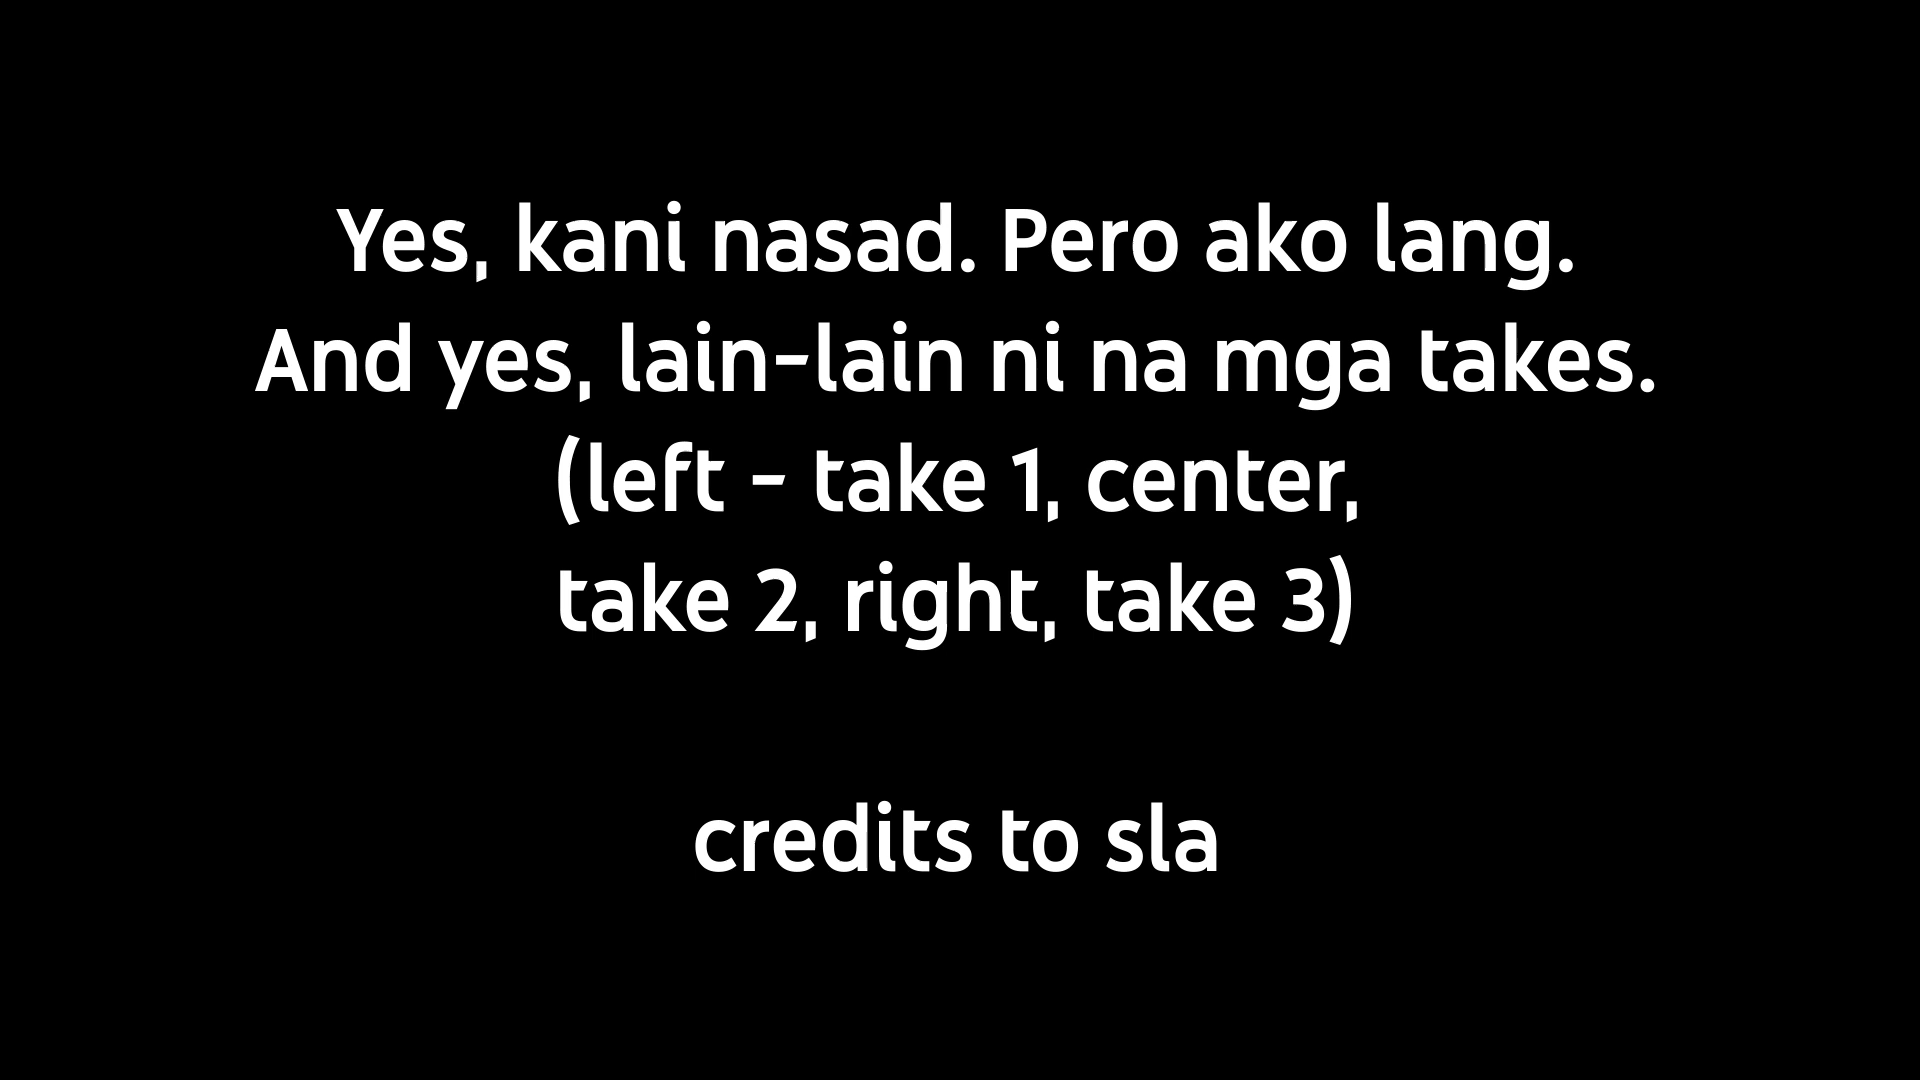 Yes, kani nasad. Pero ako lang.
And yes, lain-lain ni na mga takes.
(left - take 1, center,
take 2, right, take 3)
credits to sla